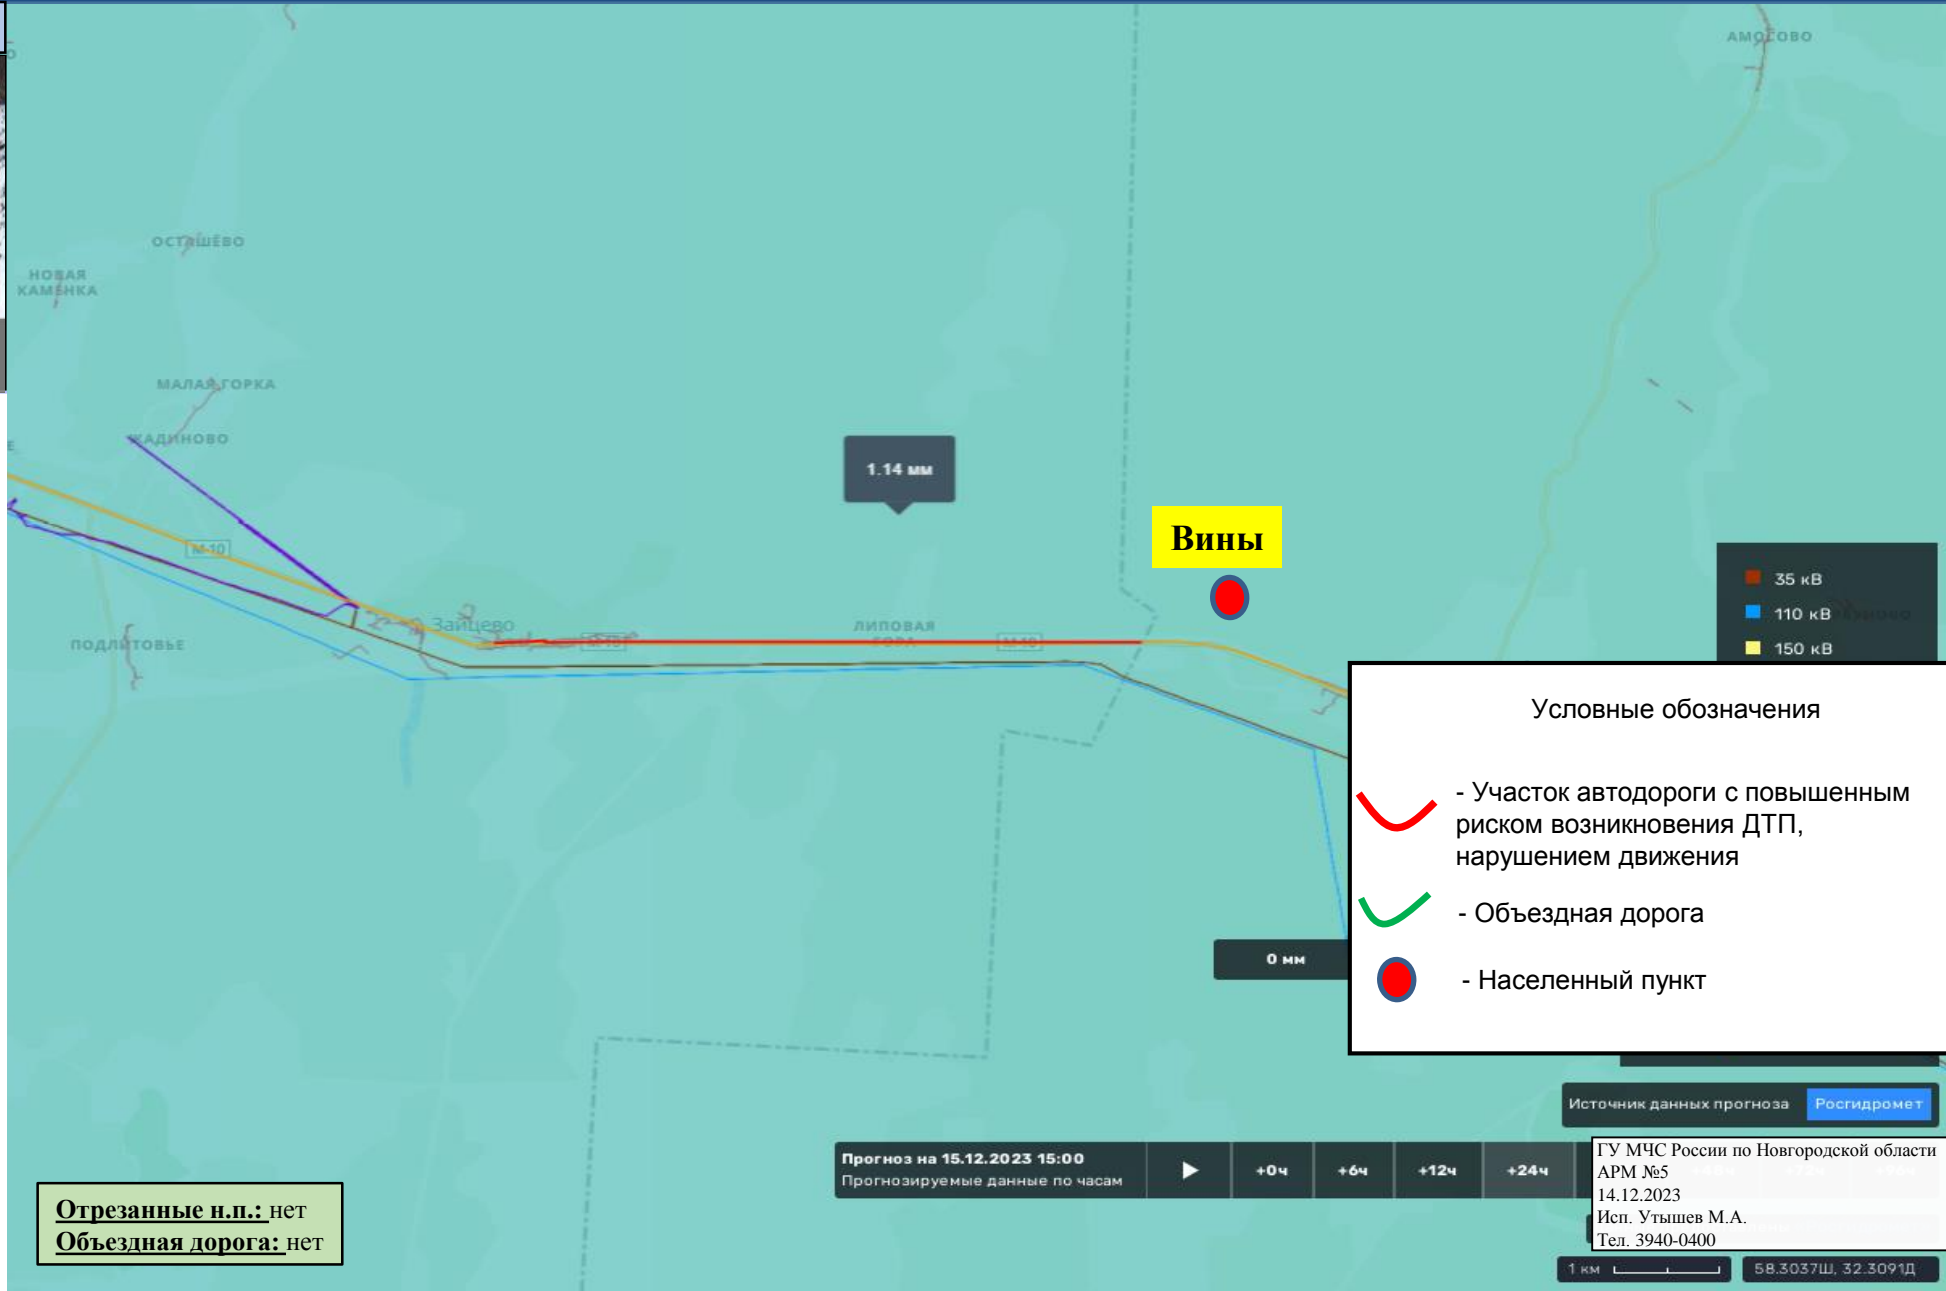 АМОСОВО
ОСТАШЁВО
НОВАЯ
КАМЕНКА
МАЛАЯ ГОРКА
ЖАДИНОВО
1.14 мм
Вины
М-10
35 кВ
110 кВ
150 кВ
Зайцево
ЛИПОВАЯ
ГОРА
М-10
М-10
ПОДЛИТОВЬЕ
Условные обозначения
- Участок автодороги с повышенным
риском возникновения ДТП,
нарушением движения
- Объездная дорога
- Населенный пункт
0 мм
Источник данных прогноза Росгидромет
Прогноз на 15.12.2023 15:00
Прогнозируемые данные по часам
+0ч +6ч +12ч +24ч
ГУ МЧС России по Новгородской области
АРМ №5
14.12.2023
Исп. Утышев М.А.
Тел. 3940-0400
Отрезанные н.п.: нет
Объездная дорога: нет
1 км
58.3037Ш, 32.3091Д